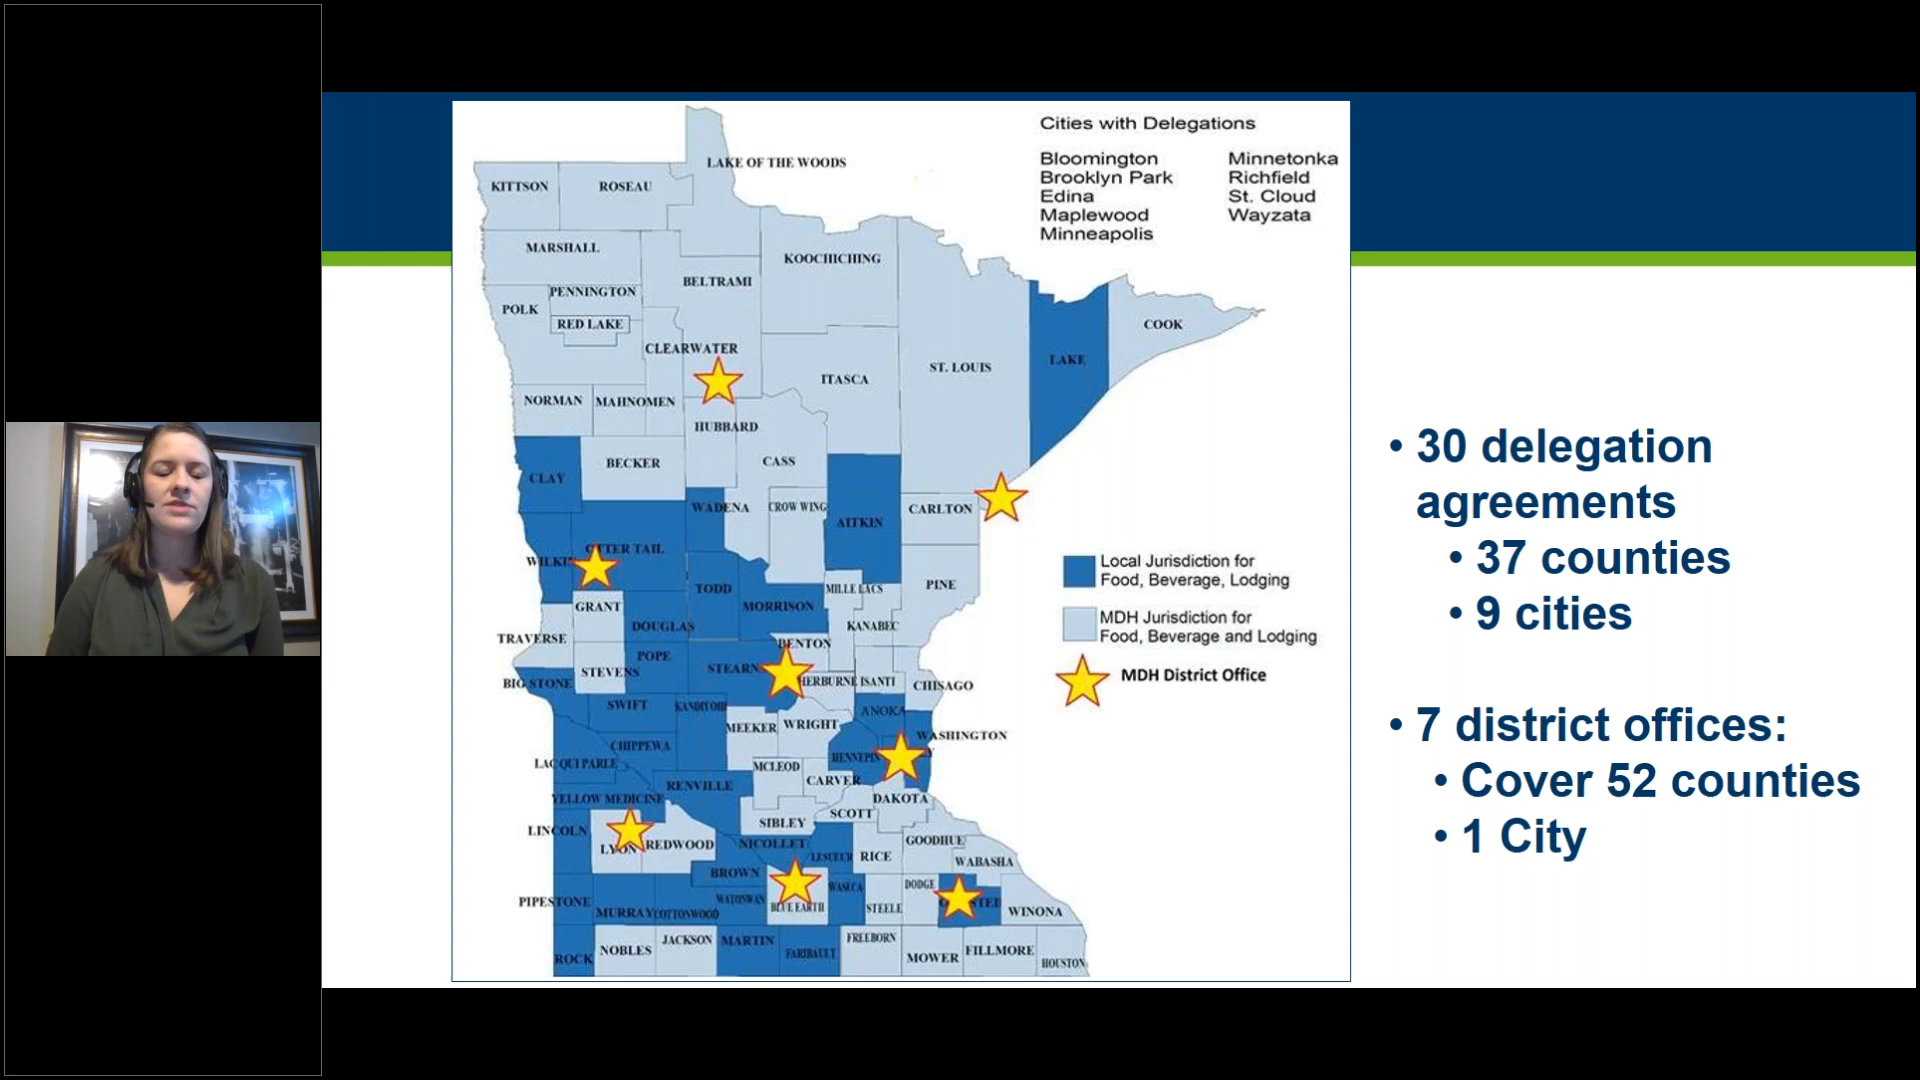 Cities with Delegations
Bloomington
Brooklyn Park
Edina
Maplewood
Minneapolis
Minnetonka
Richfield
St. Cloud
Wayzata
LAKE OF THE WOODS
KITTSON
ROSEAU
MARSHALL
KOOCHICHING
BELTRAMI
PENNINGTON
POLK
RED LAKE
COOK
CLEARWATER
LAKE
ST. LOUIS
ITASCA
NORMAN
MAHNOMEN
HUBBARD
BECKER
CASS
CLAY
WADENA
CROW WING
CARLTON
AITKIN
OTTER TAIL
WILKIN
TODD
MILLE LACS
PINE
GRANT
MORRISON
DOUGLAS
KANABEC
TRAVERSE
BENTON
POPE
STEARNS
STEVENS
BIG STONE
SHERBURNE
ISANTI
CHISAGO
SWIFT
KANDIYOHI
ANOKA
MEEKER
WRIGHT
WASHINGTON
CHIPPEWA
HENNEPIN
Y
LAC QUI PARLE
MCLEOD
CARVER
RENVILLE
YELLOW MEDICINE
DAKOTA
SCOTT
SIBLEY
LINCOLN
LYON
REDWOOD
NICOLLET
GOODHUE
LESUEUR
RICE
WABASHA
BROWN
WASECA
DODGE
PIPESTONE
MURRAY
COTTONWOOD
WATONWAN
BLUE EARTH
STEELE
OLMSTED
WINONA
ROCK
NOBLES
JACKSON
MARTIN
FARIBAULT
FREEBORN
MOWER
FILLMORE
HOUSTON
Local Jurisdiction for
Food, Beverage, Lodging
MDH Jurisdiction for
Food, Beverage and Lodging
MDH District Office
• 30 delegation
agreements
• 37 counties
• 9 cities
• 7 district offices:
• Cover 52 counties
• 1 City